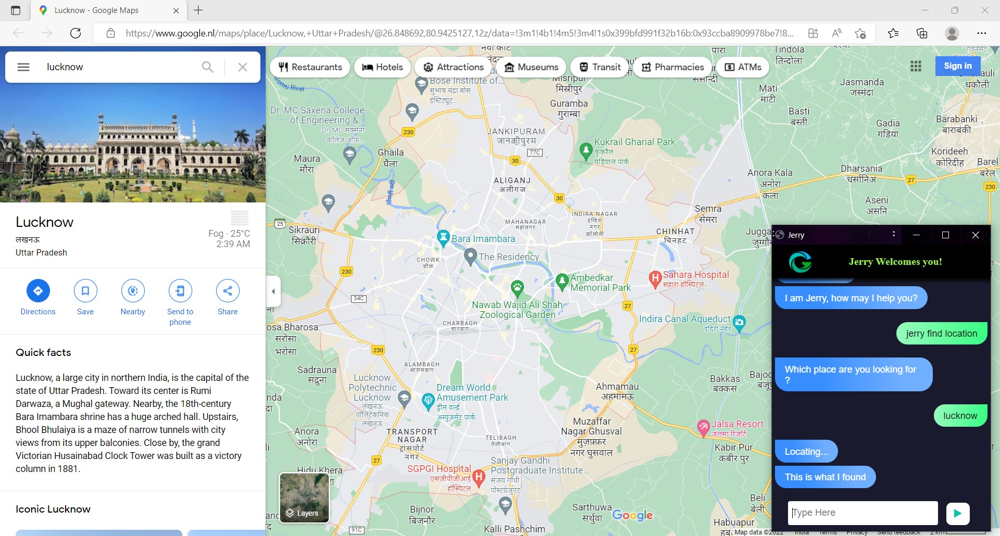 Lucknow - Google Maps
https://www.google.nl/maps/place/Lucknow,+Uttar+Pradesh/@26.848692,80.9425127,12z/data=!3m1!4b1!4m5!3m4!1s0x399bfd991f32b16b:0x93ccba8909978be7!8...
lucknow
Restaurants
Hotels
Attractions
Museums
Transit
Pharmacies
ATMs
Sign in
Lucknow
लखनऊ
Uttar Pradesh
Fog · 25°C
2:39 AM
Directions
Save
Nearby
Send to
phone
Share
Quick facts
Lucknow, a large city in northern India, is the capital of the
state of Uttar Pradesh. Toward its center is Rumi
Darwaza, a Mughal gateway. Nearby, the 18th-century
Bara Imambara shrine has a huge arched hall. Upstairs,
Bhool Bhulaiya is a maze of narrow tunnels with city
views from its upper balconies. Close by, the grand
Victorian Husainabad Clock Tower was built as a victory
column in 1881.
Iconic Lucknow
Gomti River
Bose Institute of...
सुभाष चंद्रा बोस
इंस्टिट्यूट...
Dr. MC Saxena College
of Engineering &...
Dr. MC सक्सेना
कॉलेज ऑफ़...
230
JANKIPURAM
जानकीपुरम
77C
30
Misripur
मिस्रीपुर
Guramba
गुराम्बा
Kukrail Gharial Park
कुकरैल
घड़ियाल पार्क
Tindola
तिन्दोला
Mati
माटी
Basti
बस्ती
Jasmanda
जस्मंदा
Gadia
गडिया
धकौली
Barabanki
बाराबंकी
Korideeh
कोरिदीह
Barel
बरेल
230
Dharsania
धर्सानिअ
27
Aseni
असनि
Anora Kala
अनोरा
कला
Maura
मौरा
Ghaila
घैला
गोमती नदी
ALIGANJ
अलीगंज
30
25
Sikrauri
सिक्रौरी
MAHANAGAR
महानगर
INDIRA NAGAR
इन्दिरा
नगर
कॉलोनी
Semra
सेमरा
CHINHAT
चिनहट
Bara Imambara
CHOWK
चौक
The Residency
230
34C
Ambedkar
Memorial Park
Sahara Hospital
सहारा हॉस्पिटल
Nawab Wajid Ali Shah
Zoological Garden
27
Indira Canal Aqueduct
इंदिरा नहर
CHARBAGH
चारबाग
सरोसा
भरोसा
230
27
ALAMBAGH
आलमबाग
Sadrauna
सद्रुना
Lucknow
Polytechnic
Lucknow
लखनऊ
पॉलिटेकनिक
लखनऊ
Dream World
Amusement Park
ड्रीम वर्ल्ड
अम्यूज़मेंट पार्क
Ahmamau
अहमामऊ
Bakkas
बक्कस
Muzaffar
Nagar Ghusval
मुज़फ़्फ़र
नगर घुसवाल
Jalsa Resort
जलसा रिज़ॉर्ट
Kabir Pur
कबीर पुर
Anora
अनोरा
TRANSPORT
NAGAR
ट्रांसपोर्ट
नगर
TELIBAGH
तेलीबाग
27
Hidu Khera
SGPGI Hospital
एसजीपीजीआई
हॉस्पिटल
Sanjay Gandhi
Postgraduate Institute...
संजय गाँधी
पोस्टग्रेजुएट...
Layers
Bijnor
बिजनौर
Sarthuwa
सर्थुवा
Beli
बेली
Habuapur
Kalli Pashchim
91C
Google
Map data ©2022
India
Terms
Privacy
Send feedback
2 km
Jerry
Jerry Welcomes you!
I am Jerry, how may I help you?
jerry find location
Which place are you looking for
?
lucknow
Locating...
This is what I found
Type Here